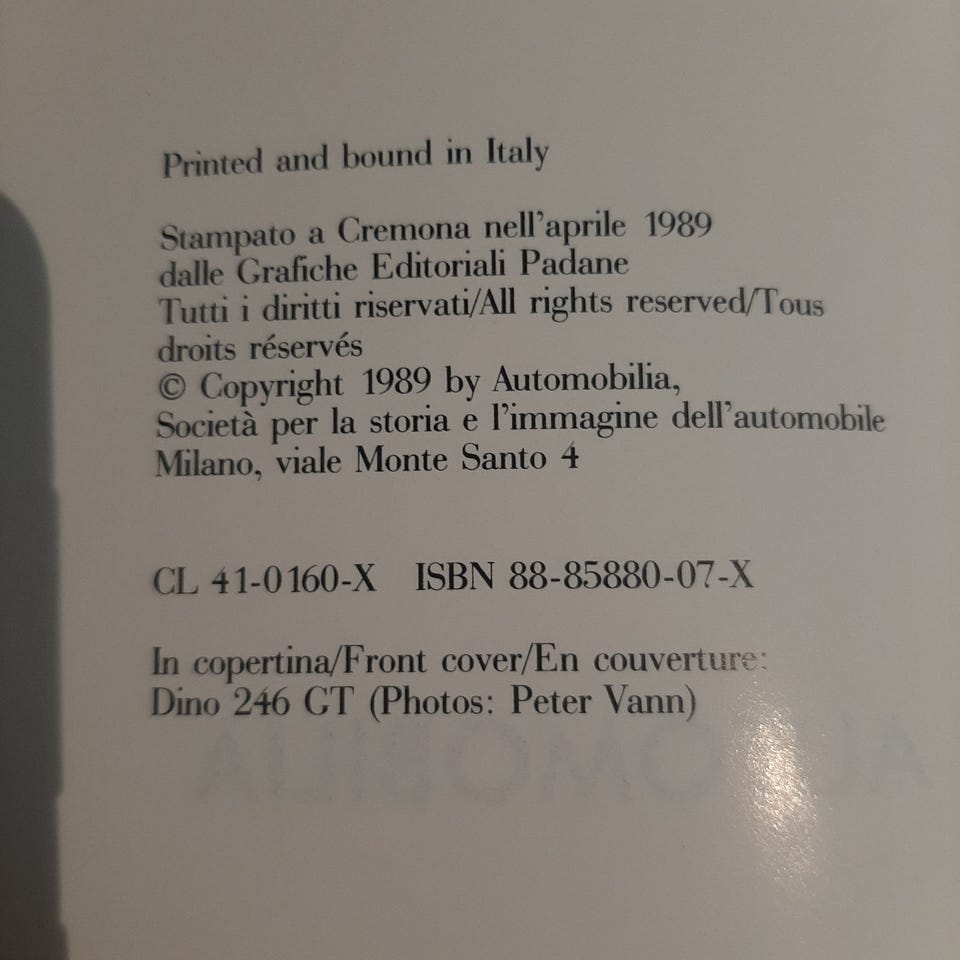 Printed and bound in Italy
Stampato a Cremona nell'aprile 1989
dalle Grafiche Editoriali Padane
Tutti i diritti riservati/All rights reserved/Tous
droits réservés
© Copyright 1989 by Automobilia,
Società per la storia e l'immagine dell'automobile
Milano, viale Monte Santo 4
CL 41-0160-X ISBN 88-85880-07-X
In copertina/Front cover/En couverture:
Dino 246 GT (Photos: Peter Vann)
AUTOMOBILIA